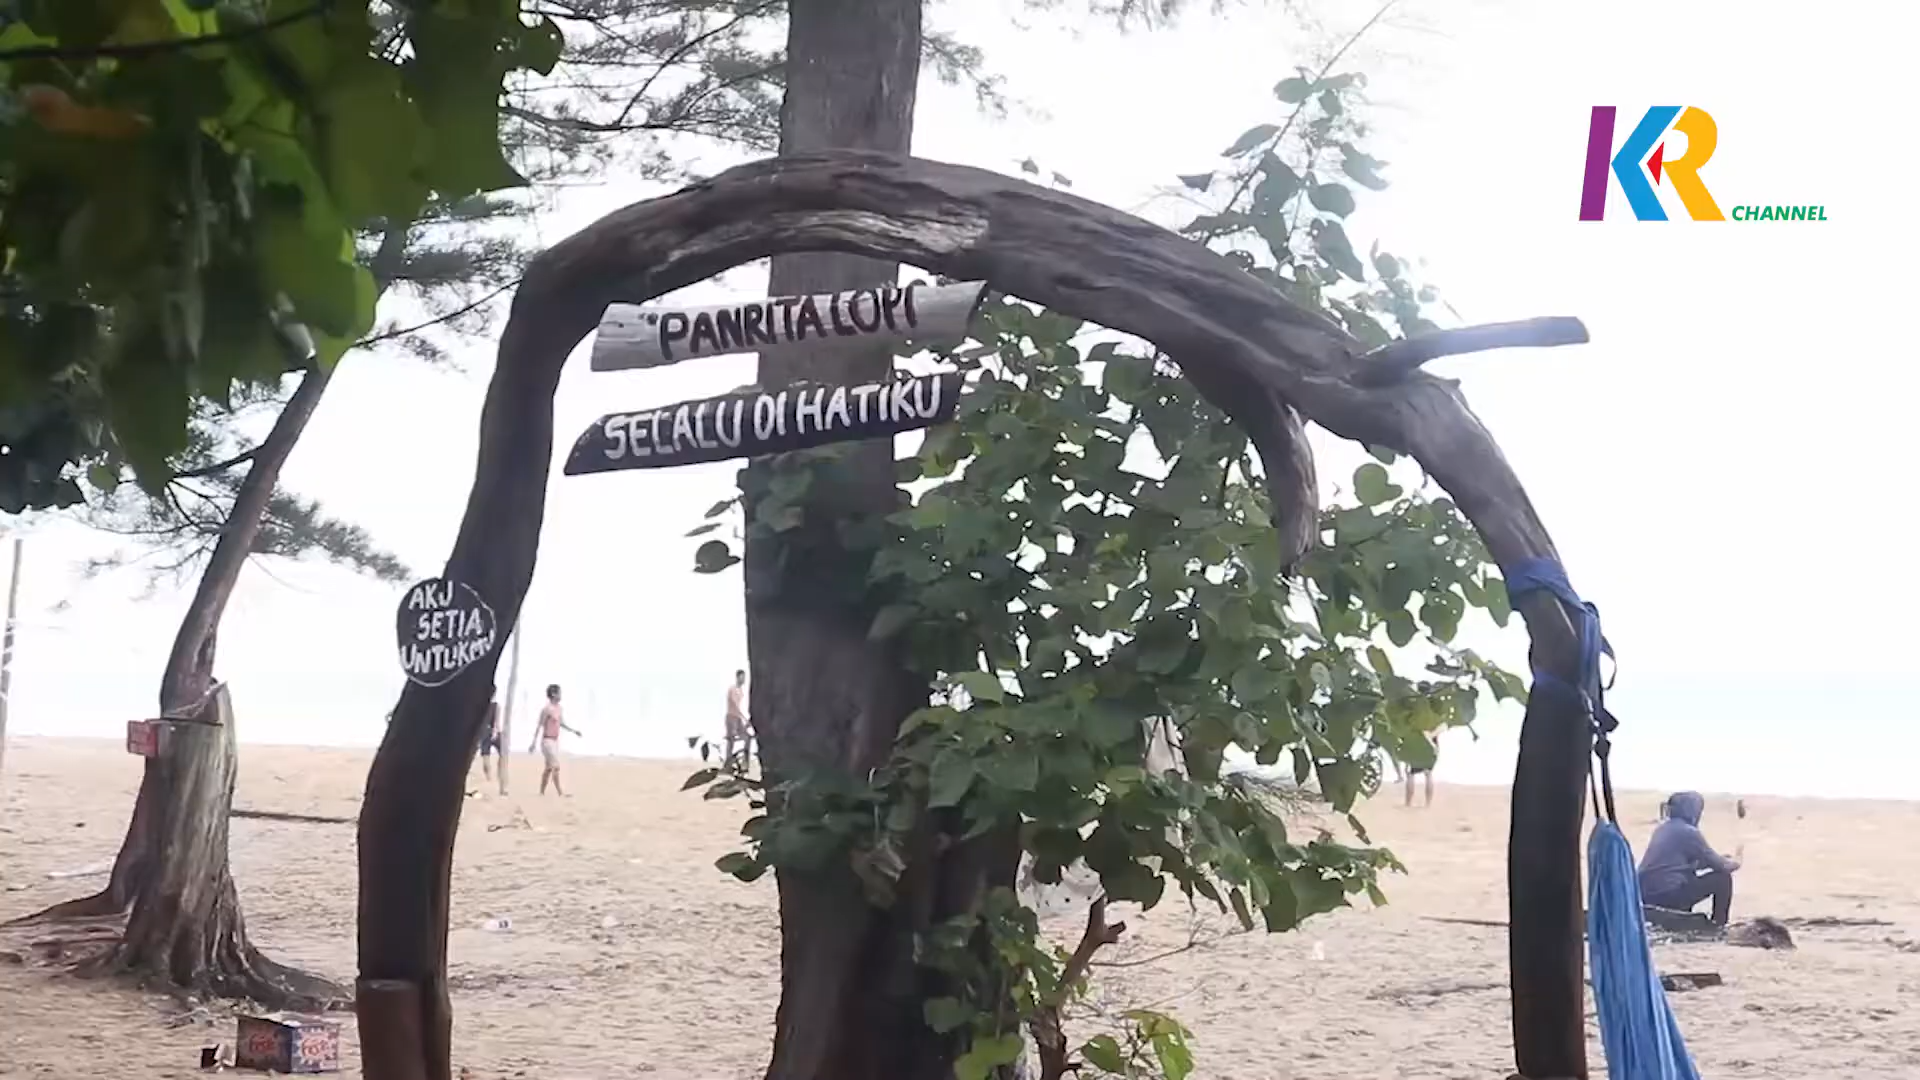 KR CHANNEL
"PANRITA LOPI
"SELALU DI HATIKU
AKU
SETIA
UNTUKMU